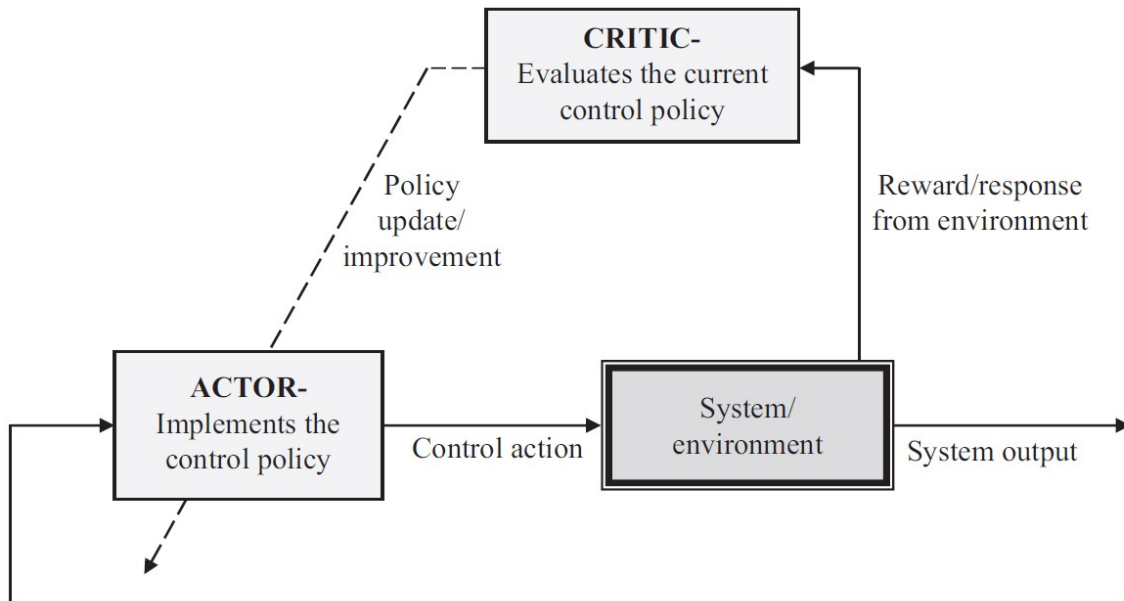 CRITIC-
Evaluates the current
control policy
Policy
update/
improvement
Reward/response
from environment
ACTOR-
Implements the
control policy
Control action
System/
environment
System output